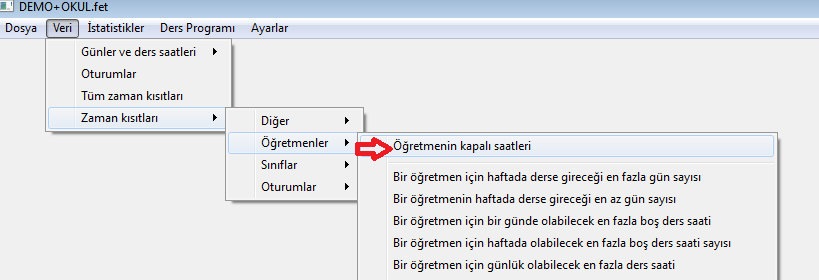 DEMO+OKUL.fet
Dosya Veri İstatistikler Ders Programı Ayarlar
Günler ve ders saatleri
Oturumlar
Tüm zaman kısıtları
Zaman kısıtları
Diğer
Öğretmenler
Sınıflar
Oturumlar
Öğretmenin kapalı saatleri
Bir öğretmen için haftada derse gireceği en fazla gün sayısı
Bir öğretmenin haftada derse gireceği en az gün sayısı
Bir öğretmen için bir günde olabilecek en fazla boş ders saati
Bir öğretmen için haftada olabilecek en fazla boş ders saati sayısı
Bir öğretmen için günlük olabilecek en fazla ders saati